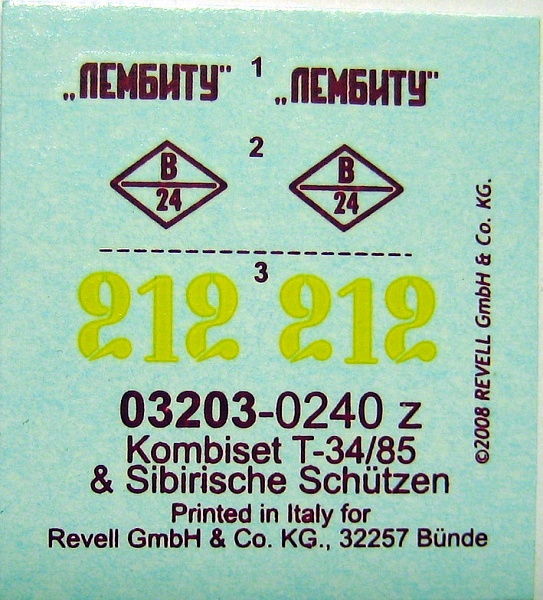 „ЛЕМБИТУ" 1 „ЛЕМБИТУ"
2
В В
24 24
3
212 212
03203-0240 z
Kombiset T-34/85
& Sibirische Schützen
Printed in Italy for
Revell GmbH & Co. KG., 32257 Bünde
©2008 REVELL GmbH & Co. KG.